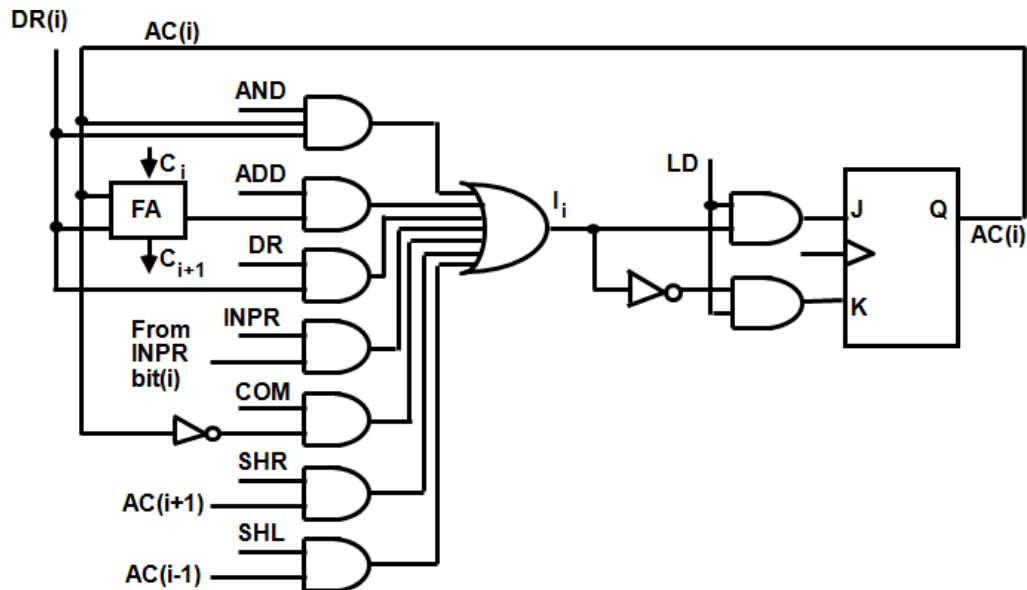 DR(i)
AC(i)
AND
C i
FA
C i+1
ADD
DR
INPR
From
INPR
bit(i)
COM
SHR
AC(i+1)
SHL
AC(i-1)
I i
LD
J
Q
K
AC(i)